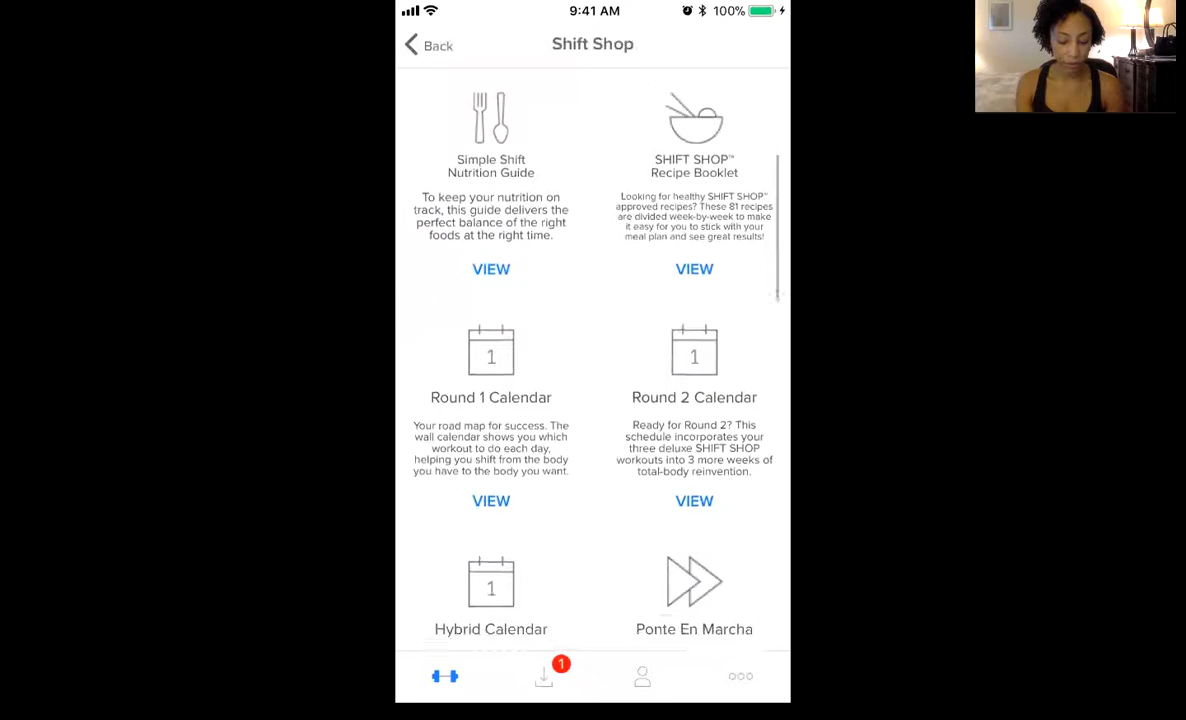 9:41 AM
100%
Back
Shift Shop
Simple Shift
Nutrition Guide
To keep your nutrition on
track, this guide delivers the
perfect balance of the right
foods at the right time.
VIEW
SHIFT SHOP™
Recipe Booklet
Looking for healthy SHIFT SHOP™
approved recipes? These 81 recipes
are divided week-by-week to make
it easy for you to stick with your
meal plan and see great results!
VIEW
1
Round 1 Calendar
Your road map for success. The
wall calendar shows you which
workout to do each day,
helping you shift from the body
you have to the body you want.
VIEW
1
Round 2 Calendar
Ready for Round 2? This
schedule incorporates your
three deluxe SHIFT SHOP
workouts into 3 more weeks of
total-body reinvention.
VIEW
1
Hybrid Calendar
Ponte En Marcha
1